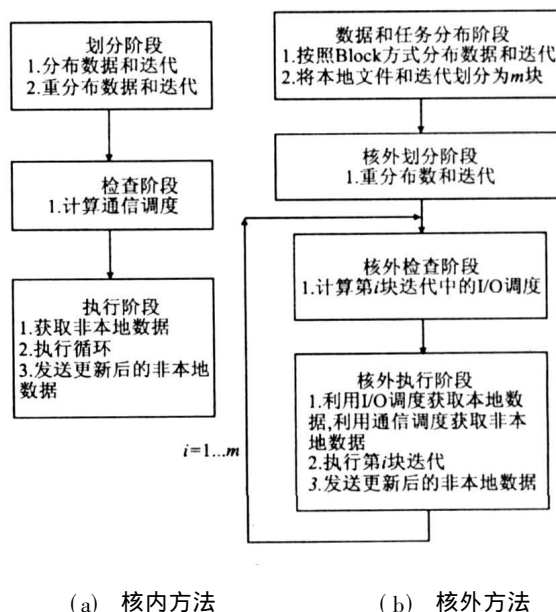 划分阶段
1.分布数据和迭代
2.重分布数据和迭代
检查阶段
1.计算通信调度
执行阶段
1.获取非本地数据
2.执行循环
3.发送更新后的非本地
数据
数据和任务分布阶段
1.按照Block方式分布数据和迭代
2.将本地文件和迭代划分为m块
核外划分阶段
1.重分布数和迭代
核外检查阶段
1.计算第i块迭代中的I/O调度
核外执行阶段
1.利用I/O调度获取本地数
据,利用通信调度获取非本
地数据
2.执行第i块迭代
3.发送更新后的非本地数据
i=1...m
(a) 核内方法
(b) 核外方法